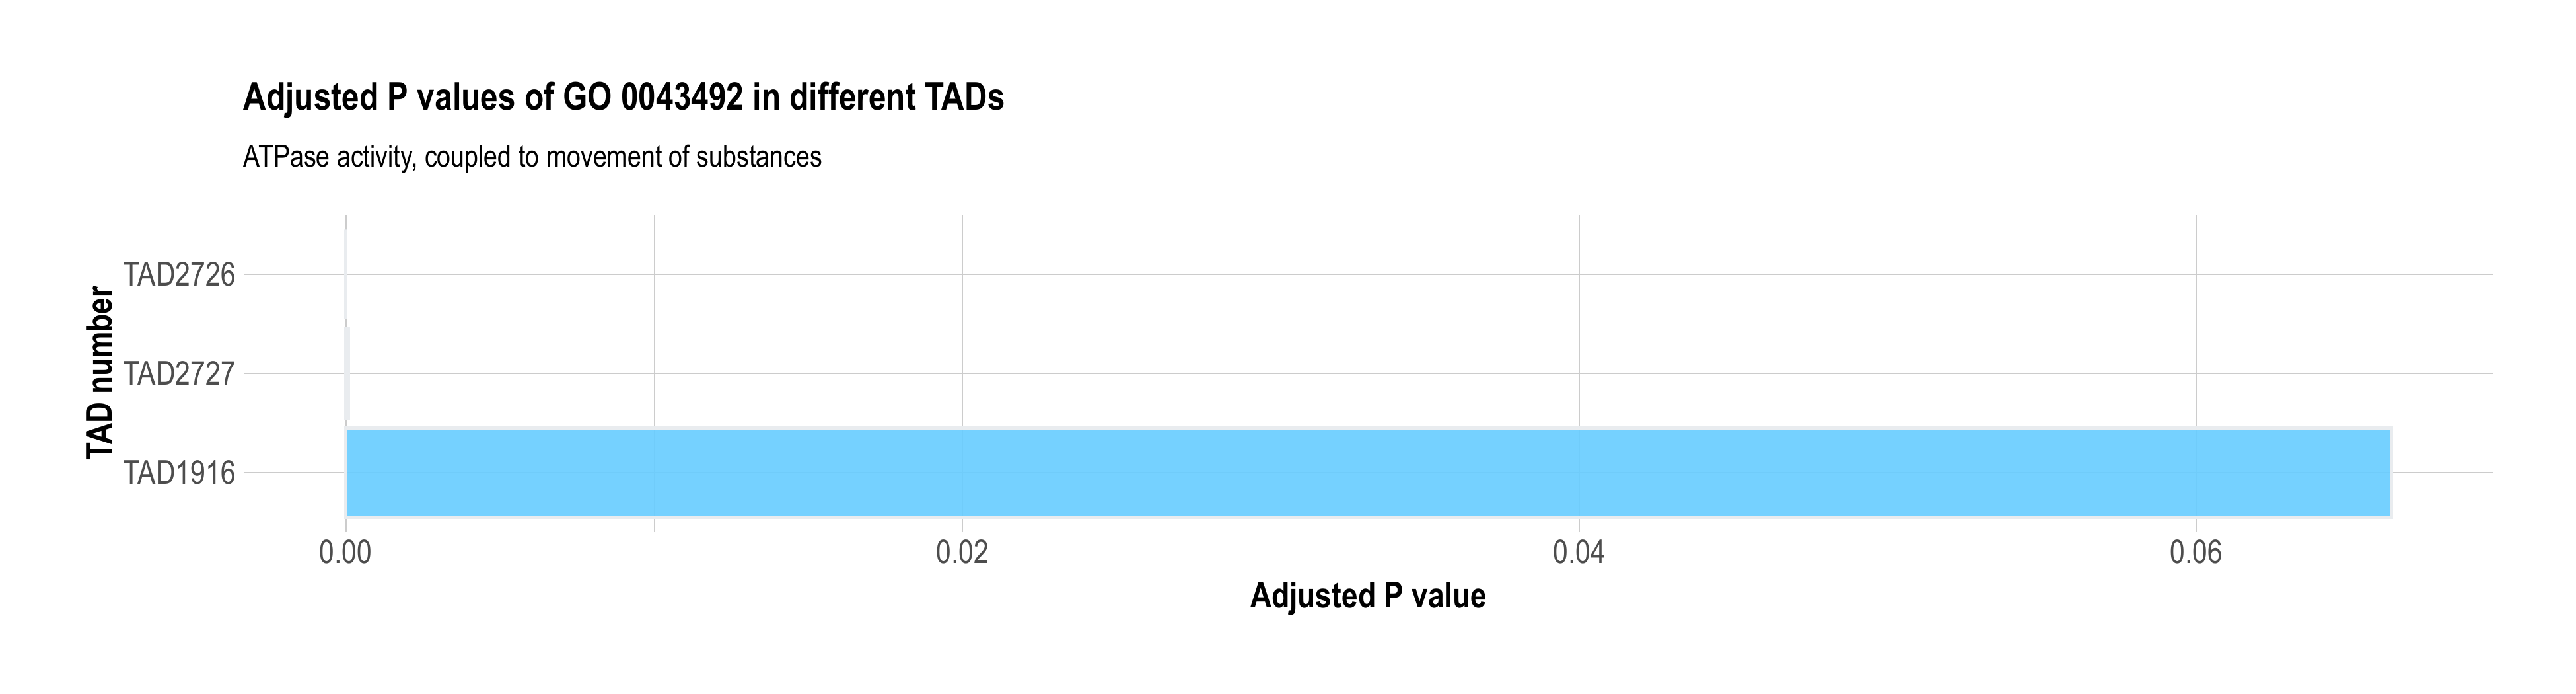 Adjusted P values of GO 0043492 in different TADs
ATPase activity, coupled to movement of substances
TAD number
TAD2726
TAD2727
TAD1916
0.00 0.02 0.04 0.06
Adjusted P value